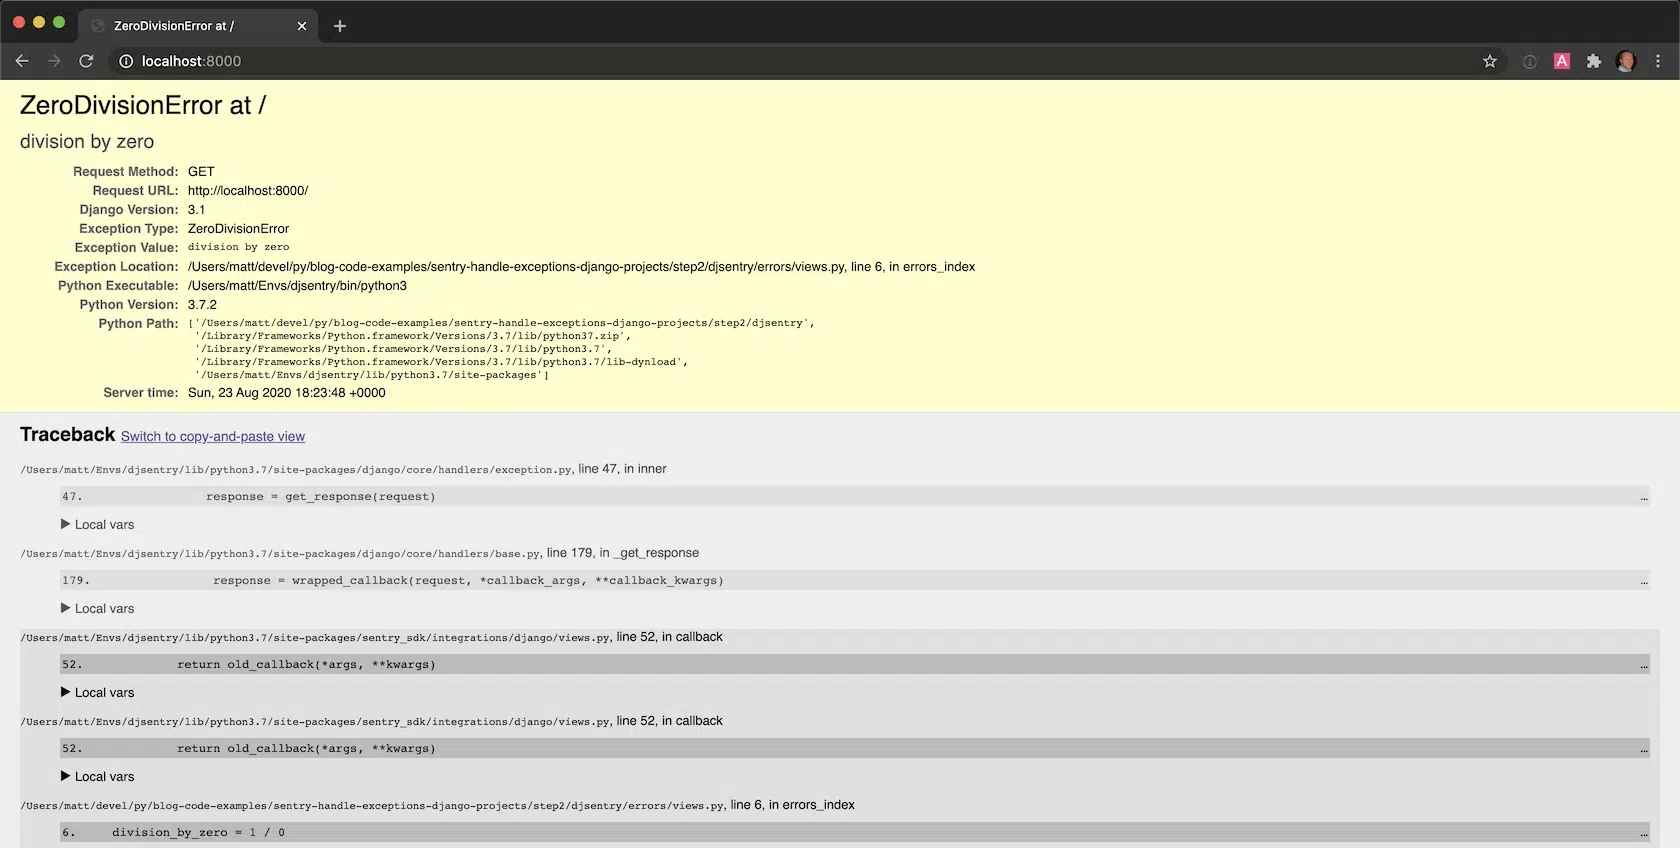 ZeroDivisionError at /
localhost:8000
A
ZeroDivisionError at /
division by zero
Request Method: GET
Request URL: http://localhost:8000/
Django Version: 3.1
Exception Type: ZeroDivisionError
Exception Value: division by zero
Exception Location: /Users/matt/devel/py/blog-code-examples/sentry-handle-exceptions-django-projects/step2/djsentry/errors/views.py, line 6, in errors_index
Python Executable: /Users/matt/Envs/djsentry/bin/python3
Python Version: 3.7.2
Python Path: ['/Users/matt/devel/py/blog-code-examples/sentry-handle-exceptions-django-projects/step2/djsentry',
'/Library/Frameworks/Python.framework/Versions/3.7/lib/python37.zip',
'/Library/Frameworks/Python.framework/Versions/3.7/lib/python3.7',
'/Library/Frameworks/Python.framework/Versions/3.7/lib/python3.7/lib-dynload',
'/Users/matt/Envs/djsentry/lib/python3.7/site-packages']
Server time: Sun, 23 Aug 2020 18:23:48 +0000
Traceback Switch to copy-and-paste view
/Users/matt/Envs/djsentry/lib/python3.7/site-packages/django/core/handlers/exception.py, line 47, in inner
47. response = get_response(request) …
▶ Local vars
/Users/matt/Envs/djsentry/lib/python3.7/site-packages/django/core/handlers/base.py, line 179, in _get_response
179. response = wrapped_callback(request, *callback_args, **callback_kwargs) …
▶ Local vars
/Users/matt/Envs/djsentry/lib/python3.7/site-packages/sentry_sdk/integrations/django/views.py, line 52, in callback
52. return old_callback(*args, **kwargs) …
▶ Local vars
/Users/matt/Envs/djsentry/lib/python3.7/site-packages/sentry_sdk/integrations/django/views.py, line 52, in callback
52. return old_callback(*args, **kwargs) …
▶ Local vars
/Users/matt/devel/py/blog-code-examples/sentry-handle-exceptions-django-projects/step2/djsentry/errors/views.py, line 6, in errors_index
6. division_by_zero = 1 / 0 …